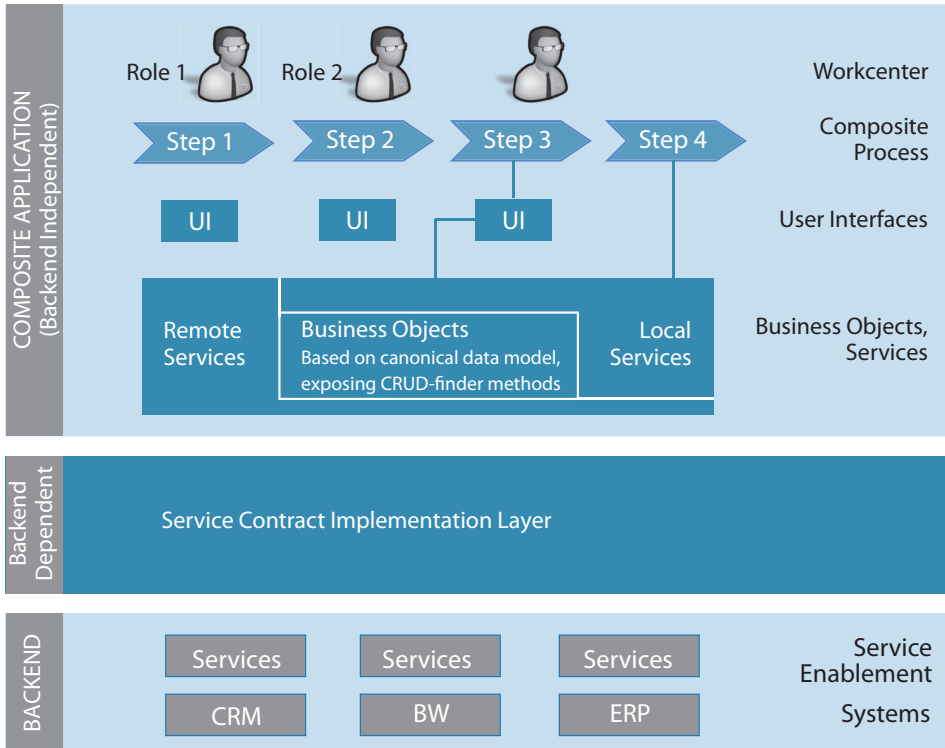 COMPOSITE APPLICATION
(Backend Independent)
Role 1
Role 2
Workcenter
Step 1
Step 2
Step 3
Step 4
Composite
Process
UI
UI
UI
User Interfaces
Remote
Services
Business Objects
Based on canonical data model,
exposing CRUD-finder methods
Local
Services
Business Objects,
Services
Backend
Dependent
Service Contract Implementation Layer
BACKEND
Services
Services
Services
Service
Enablement
CRM
BW
ERP
Systems